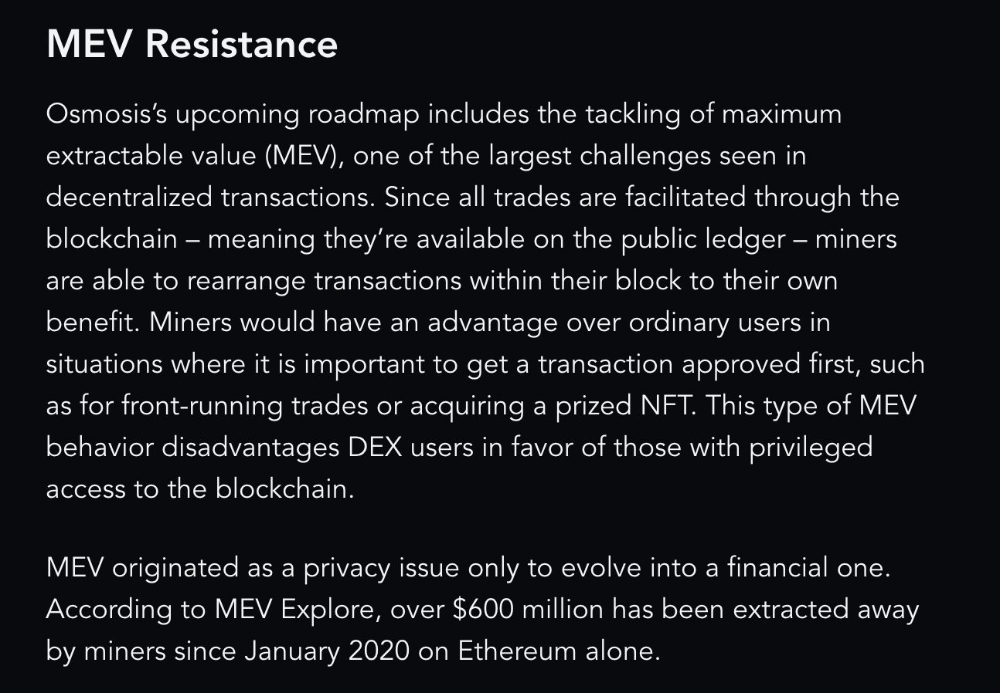 MEV Resistance
Osmosis’s upcoming roadmap includes the tackling of maximum
extractable value (MEV), one of the largest challenges seen in
decentralized transactions. Since all trades are facilitated through the
blockchain – meaning they’re available on the public ledger – miners
are able to rearrange transactions within their block to their own
benefit. Miners would have an advantage over ordinary users in
situations where it is important to get a transaction approved first, such
as for front-running trades or acquiring a prized NFT. This type of MEV
behavior disadvantages DEX users in favor of those with privileged
access to the blockchain.
MEV originated as a privacy issue only to evolve into a financial one.
According to MEV Explore, over $600 million has been extracted away
by miners since January 2020 on Ethereum alone.